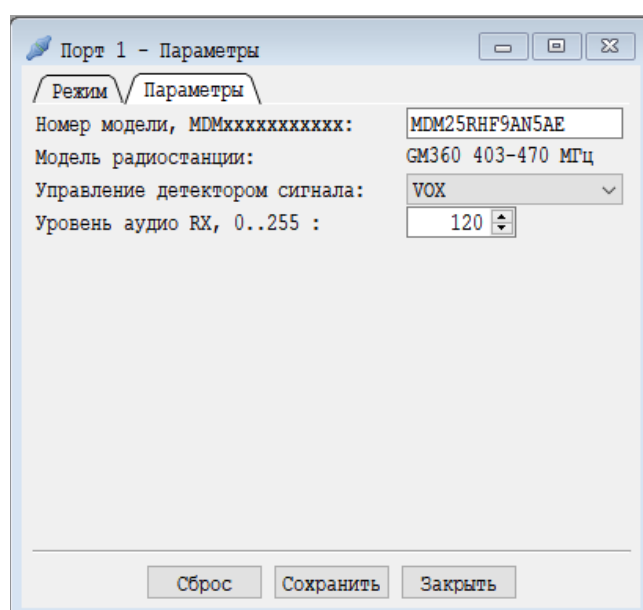 Порт 1 - Параметры
Режим Параметры
Номер модели, MDMxxxxxxxxxxx: MDM25RHF9AN5AE
Модель радиостанции: GM360 403-470 МГц
Управление детектором сигнала: VOX
Уровень аудио RX, 0..255 : 120
Сброс Сохранить Закрыть